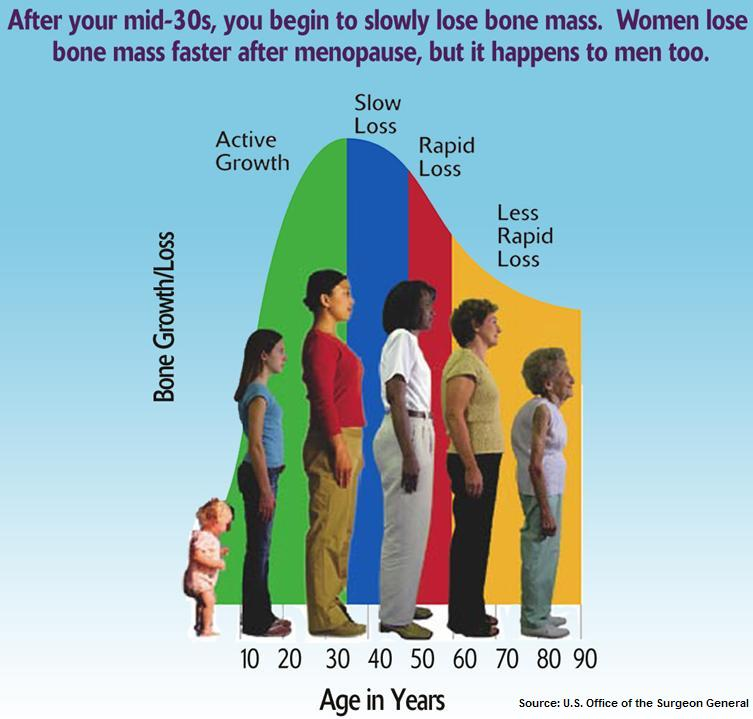 After your mid-30s, you begin to slowly lose bone mass.  Women lose
bone mass faster after menopause, but it happens to men too.
Slow
Loss
Active
Growth
Rapid
Loss
Less
Rapid
Loss
Bone Growth/Loss
10 20 30 40 50 60 70 80 90
Age in Years
Source: U.S. Office of the Surgeon General